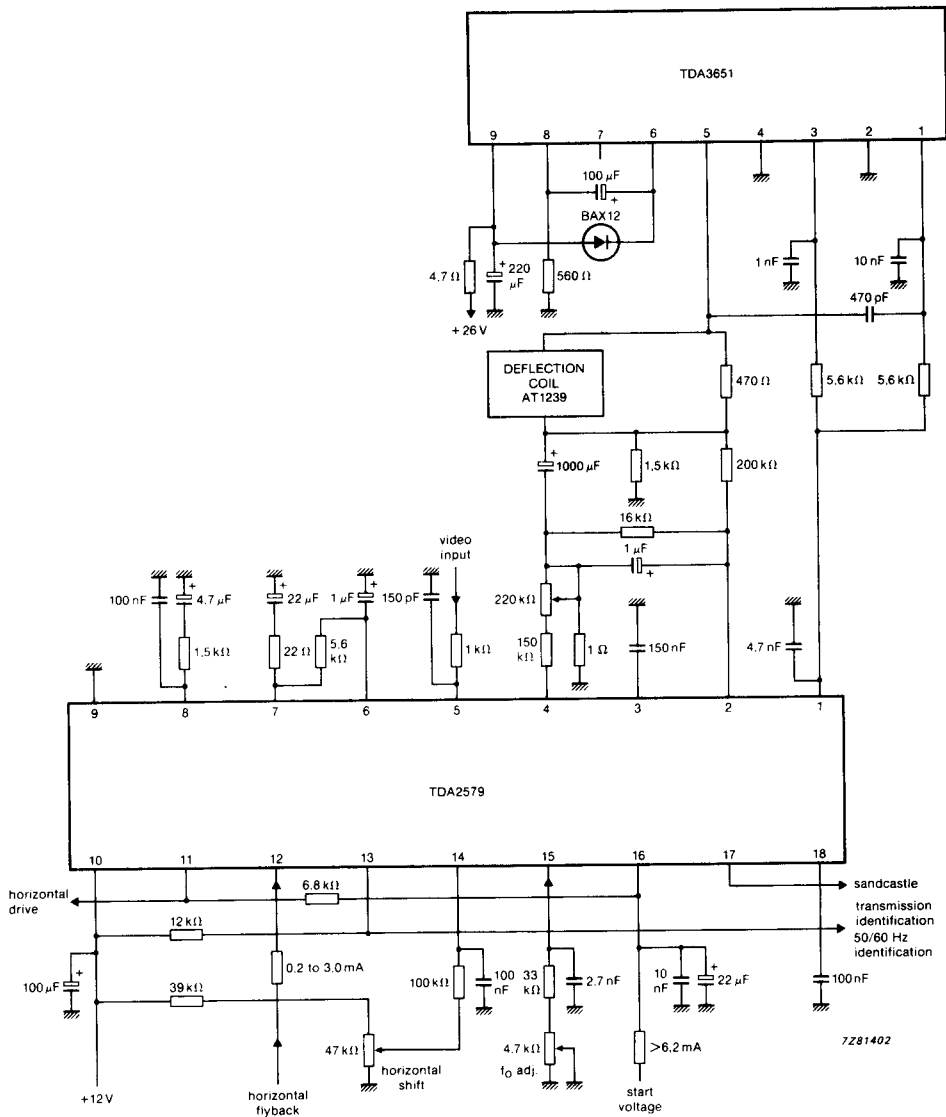 TDA3651
9 8 7 6 5 4 3 2 1
100 µF
+
BAX12
4.7 Ω
+
220 µF
560 Ω
1 nF
10 nF
470 pF
+ 26 V
DEFLECTION
COIL
AT1239
470 Ω
5.6 kΩ
5.6 kΩ
+
1000 µF
1,5 kΩ
200 kΩ
16 kΩ
1 µF
+
video
input
100 nF
+
4.7 µF
+
22 µF
1 µF
+
150 pF
220 kΩ
1,5 kΩ
22 Ω
5.6
kΩ
1 kΩ
150
kΩ
1 Ω
150 nF
4.7 nF
9 8 7 6 5 4 3 2 1
TDA2579
10 11 12 13 14 15 16 17 18
horizontal
drive
6.8 kΩ
sandcastle
12 kΩ
transmission
identification
50/60 Hz
identification
+
100 µF
0.2 to 3.0 mA
39 kΩ
100 kΩ
100
nF
33
kΩ
2.7 nF
10
nF
+
22 µF
100 nF
47 kΩ
horizontal
shift
4.7 kΩ
fO adj.
>6,2 mA
7Z81402
+12 V
horizontal
flyback
start
voltage